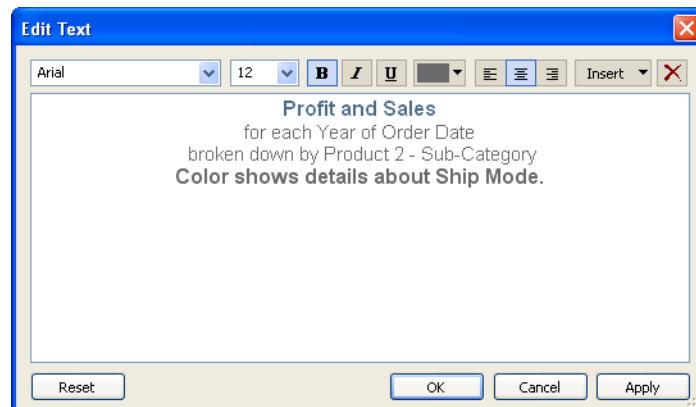 Edit Text
Arial 12 B I U Insert
Profit and Sales
for each Year of Order Date
broken down by Product 2 - Sub-Category
Color shows details about Ship Mode.
Reset OK Cancel Apply